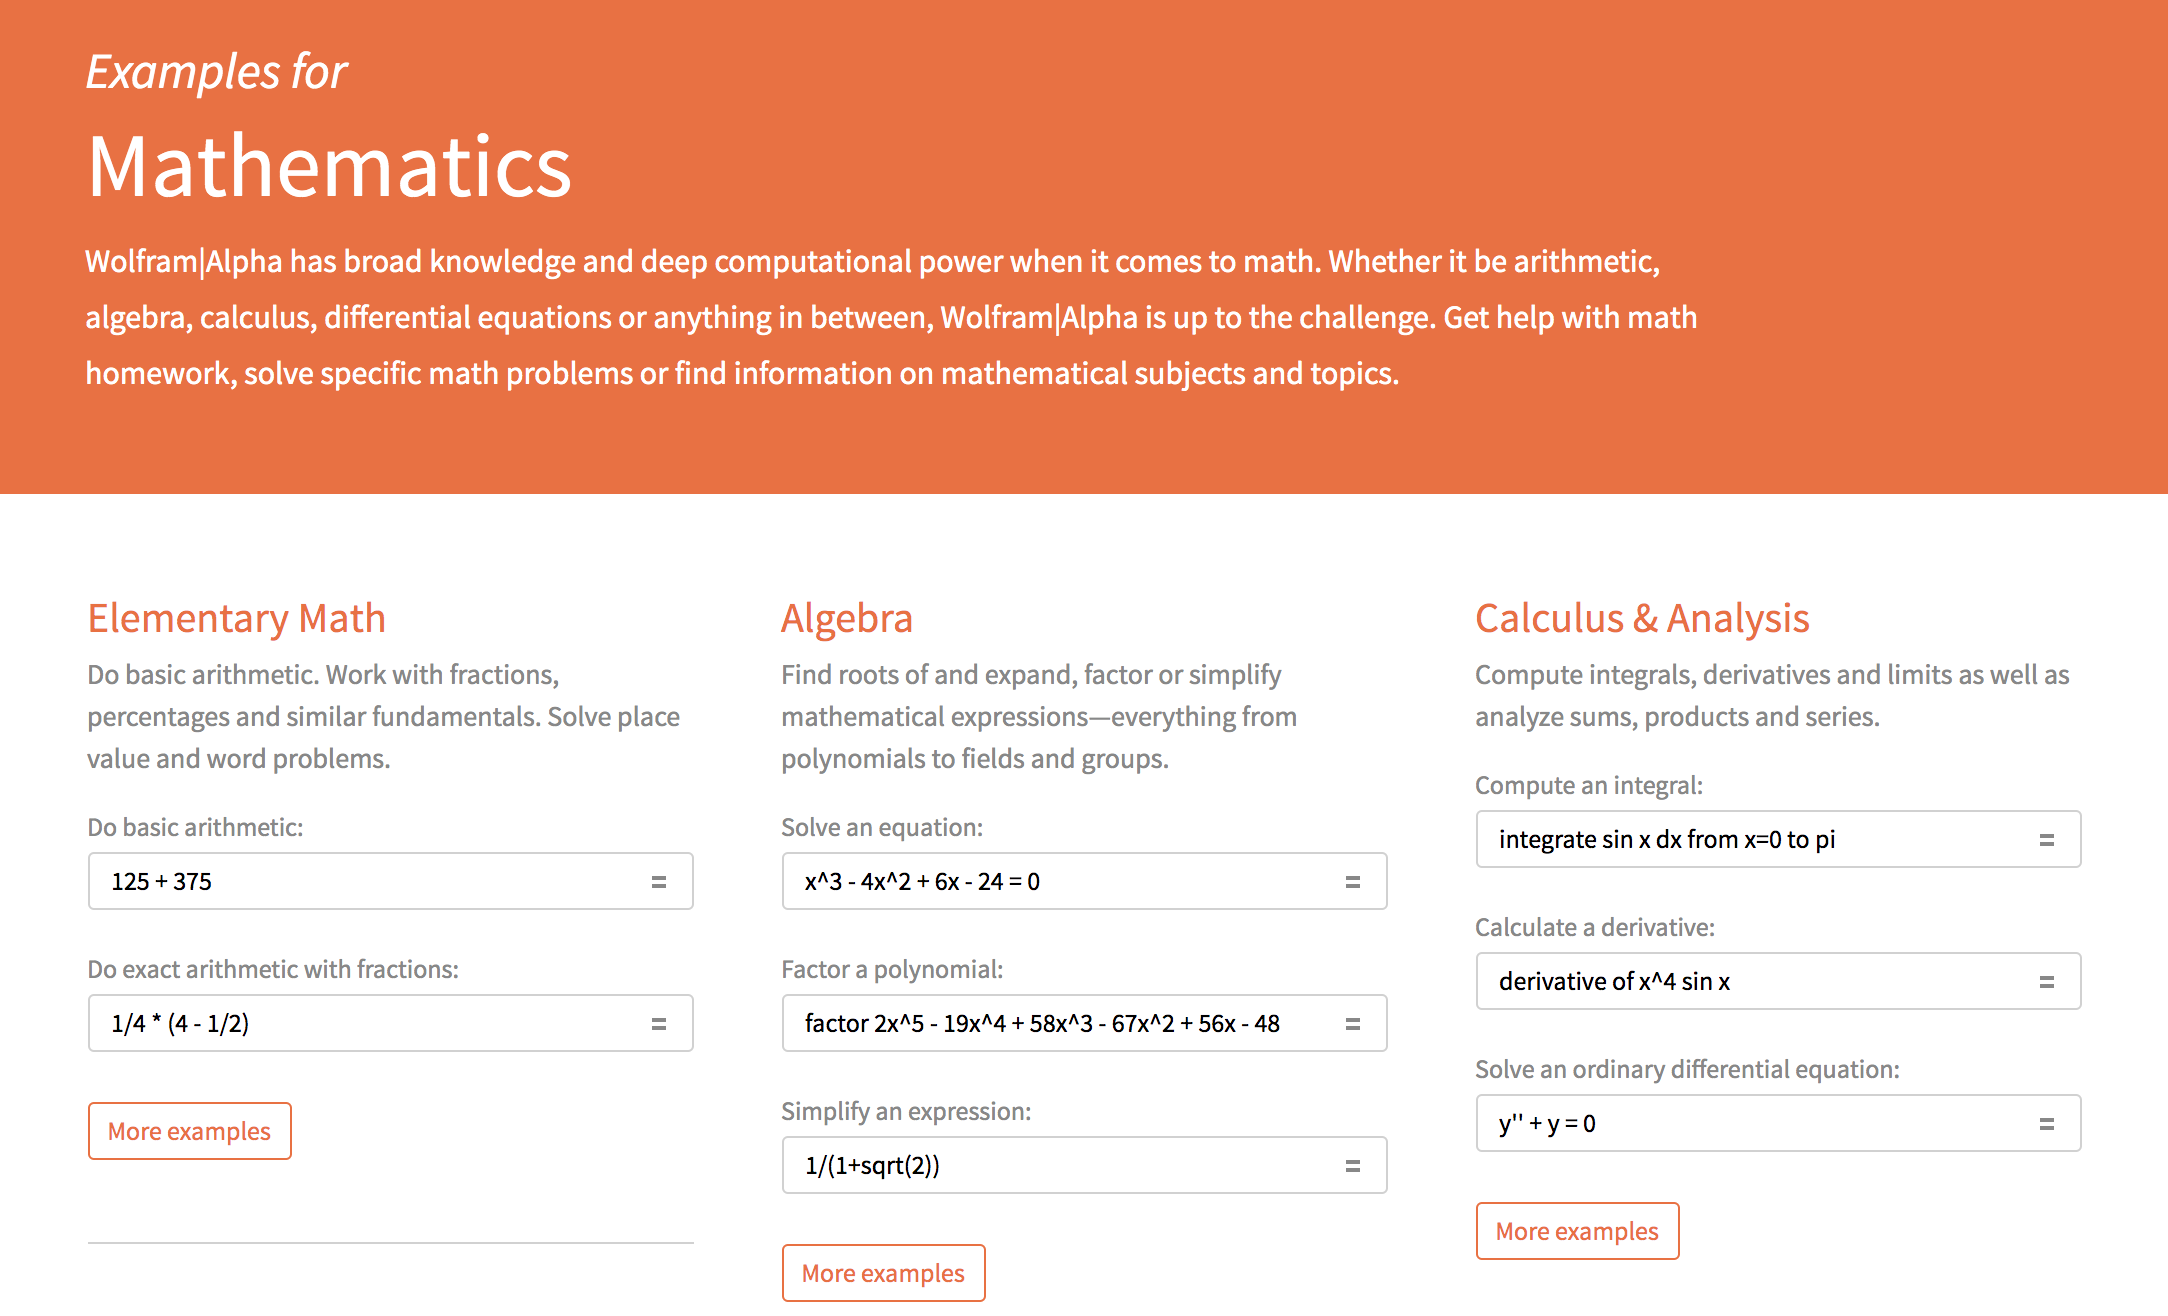 Examples for
Mathematics
Wolfram|Alpha has broad knowledge and deep computational power when it comes to math. Whether it be arithmetic,
algebra, calculus, differential equations or anything in between, Wolfram|Alpha is up to the challenge. Get help with math
homework, solve specific math problems or find information on mathematical subjects and topics.
Elementary Math
Do basic arithmetic. Work with fractions,
percentages and similar fundamentals. Solve place
value and word problems.
Do basic arithmetic:
125 + 375 =
Do exact arithmetic with fractions:
1/4 * (4 - 1/2) =
More examples
Algebra
Find roots of and expand, factor or simplify
mathematical expressions—everything from
polynomials to fields and groups.
Solve an equation:
x^3 - 4x^2 + 6x - 24 = 0 =
Factor a polynomial:
factor 2x^5 - 19x^4 + 58x^3 - 67x^2 + 56x - 48 =
Simplify an expression:
1/(1+sqrt(2)) =
More examples
Calculus & Analysis
Compute integrals, derivatives and limits as well as
analyze sums, products and series.
Compute an integral:
integrate sin x dx from x=0 to pi =
Calculate a derivative:
derivative of x^4 sin x =
Solve an ordinary differential equation:
y'' + y = 0 =
More examples